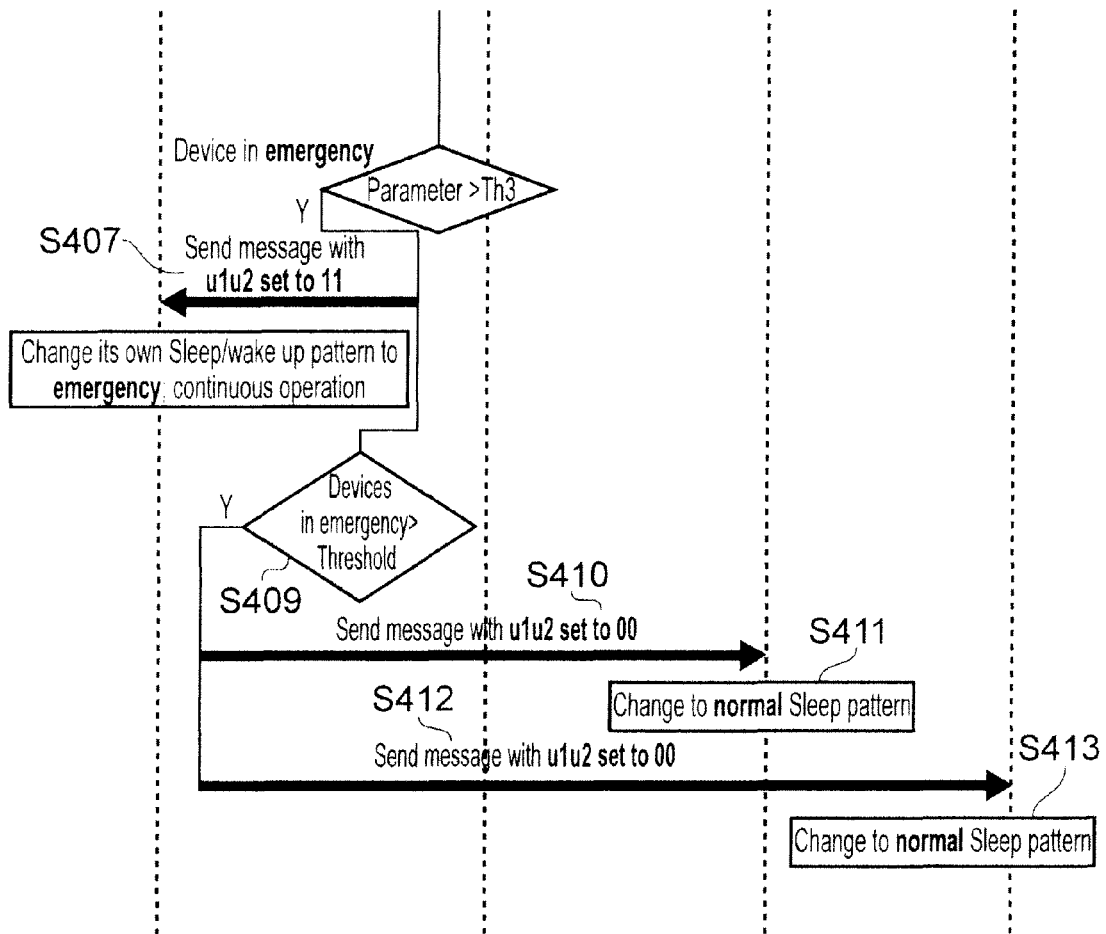 Device in emergency
Parameter >Th3
Y
S407
Send message with
u1u2 set to 11
Change its own Sleep/wake up pattern to
emergency, continuous operation
Y
Devices
in emergency>
Threshold
S409
S410
Send message with u1u2 set to 00
S411
Change to normal Sleep pattern
S412
Send message with u1u2 set to 00
S413
Change to normal Sleep pattern